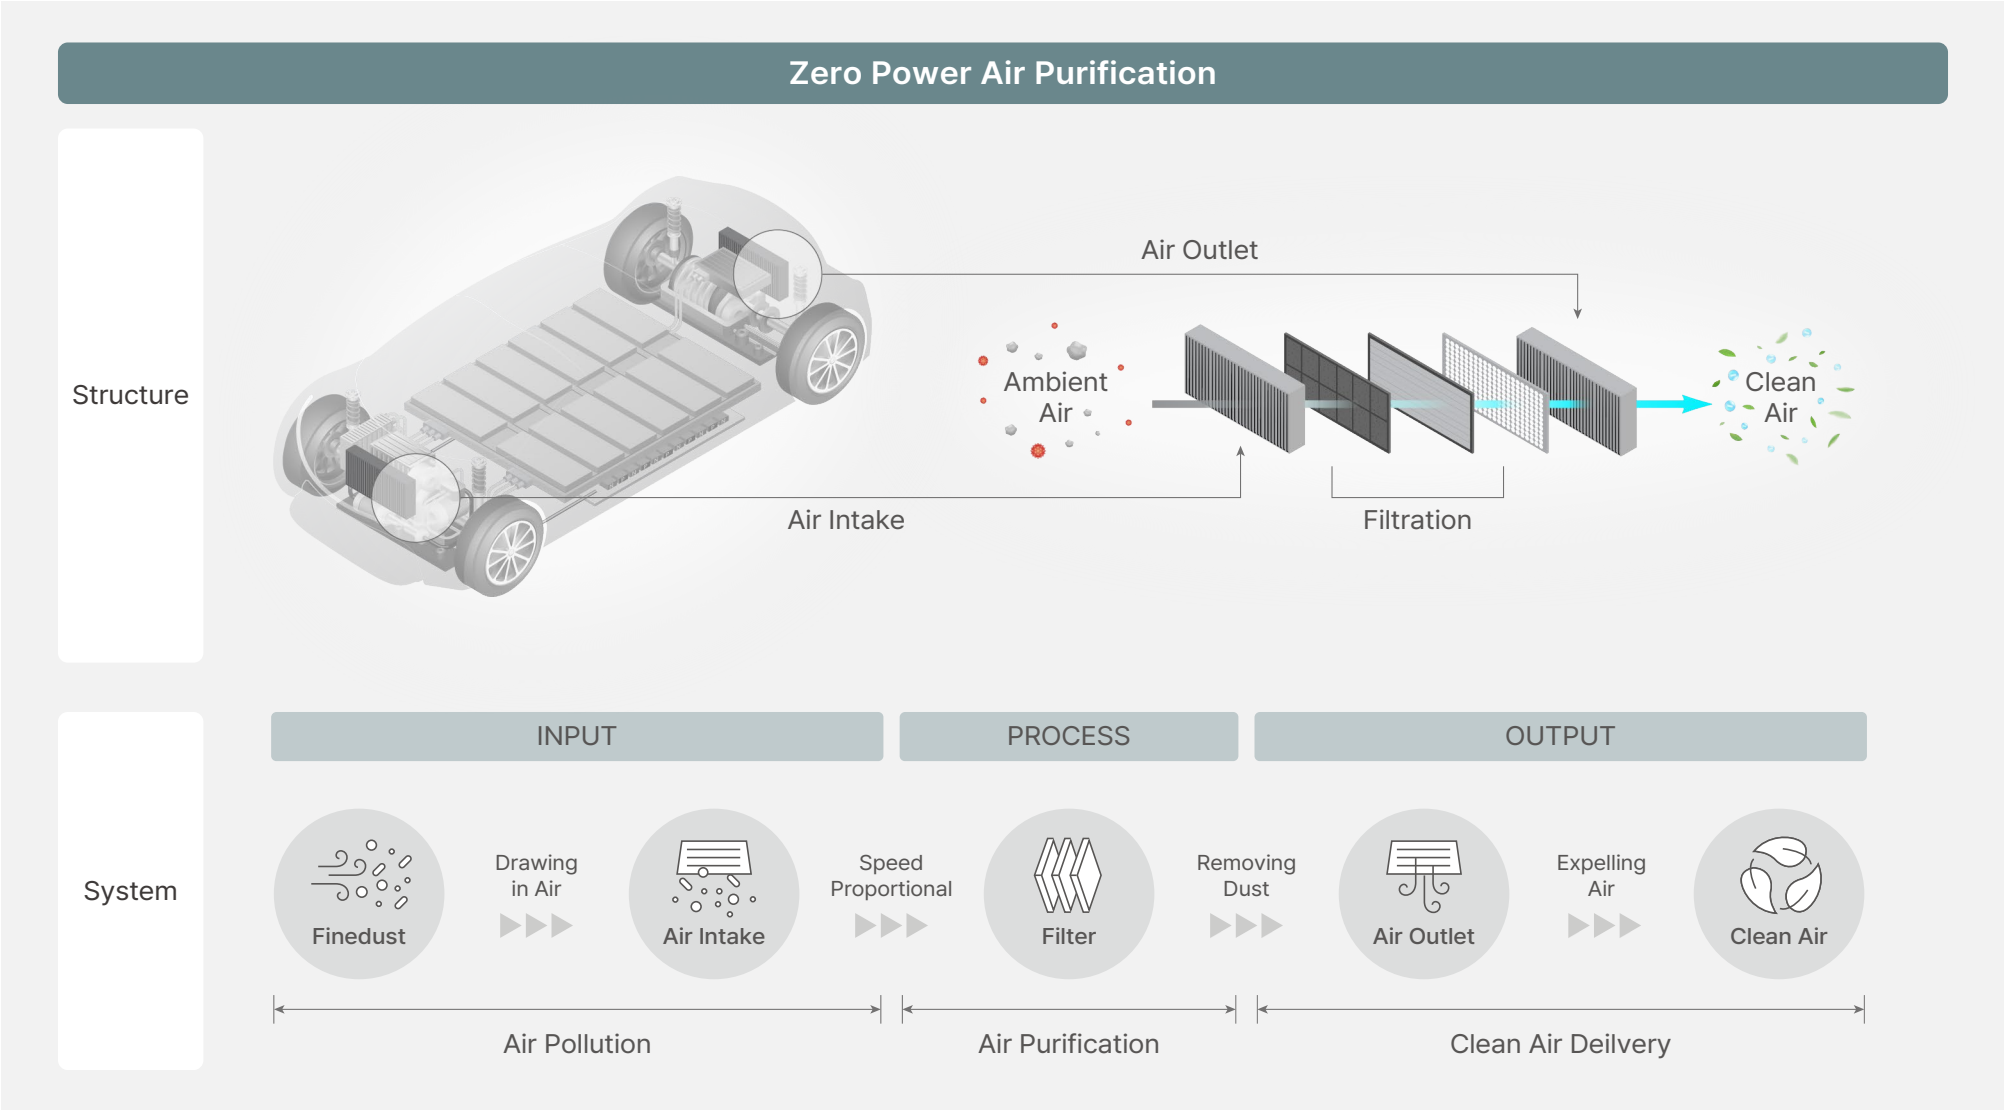 Zero Power Air Purification
Structure
Air Outlet
Ambient
Air
Clean
Air
Air Intake
Filtration
System
INPUT
PROCESS
OUTPUT
Finedust
Drawing
in Air
Air Intake
Speed
Proportional
Filter
Removing
Dust
Air Outlet
Expelling
Air
Clean Air
Air Pollution
Air Purification
Clean Air Deilvery